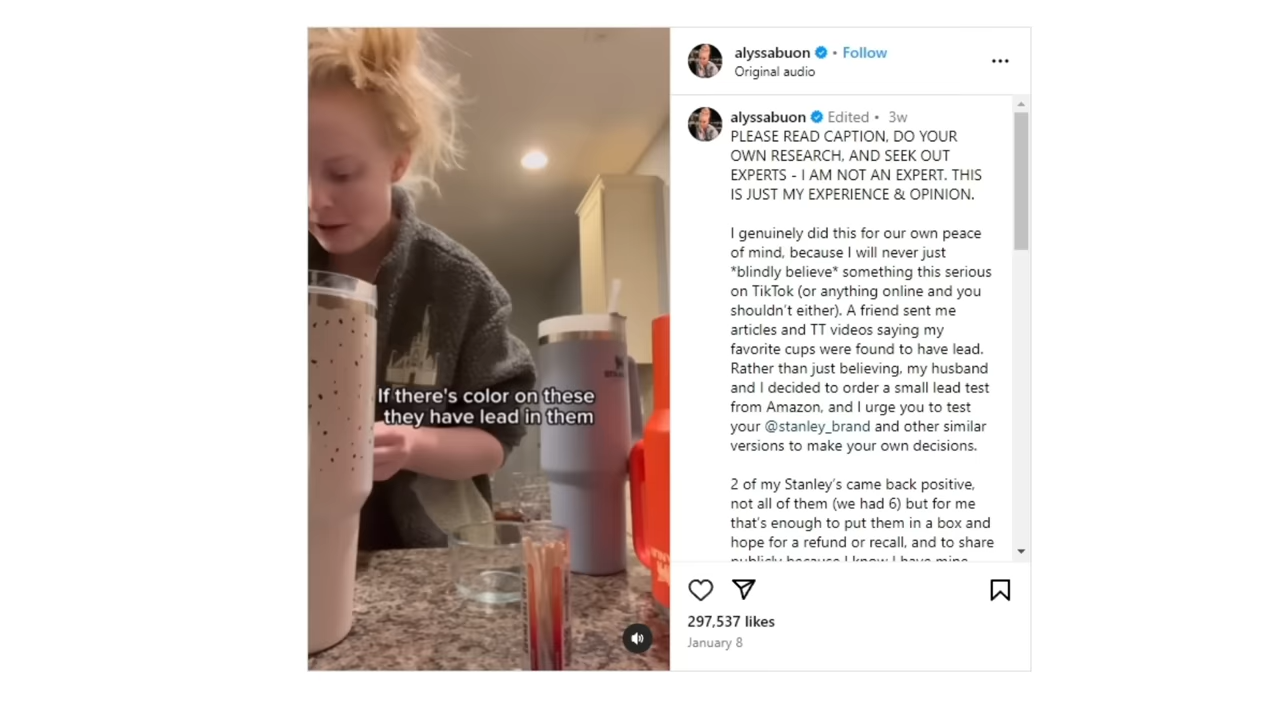 If there's color on these
they have lead in them
alyssabuon • Follow
Original audio
alyssabuon Edited • 3w
PLEASE READ CAPTION, DO YOUR
OWN RESEARCH, AND SEEK OUT
EXPERTS - I AM NOT AN EXPERT. THIS
IS JUST MY EXPERIENCE & OPINION.
I genuinely did this for our own peace
of mind, because I will never just
*blindly believe* something this serious
on TikTok (or anything online and you
shouldn't either). A friend sent me
articles and TT videos saying my
favorite cups were found to have lead.
Rather than just believing, my husband
and I decided to order a small lead test
from Amazon, and I urge you to test
your @stanley_brand and other similar
versions to make your own decisions.
2 of my Stanley's came back positive,
not all of them (we had 6) but for me
that's enough to put them in a box and
hope for a refund or recall, and to share
publicly because I know I have mine
297,537 likes
January 8